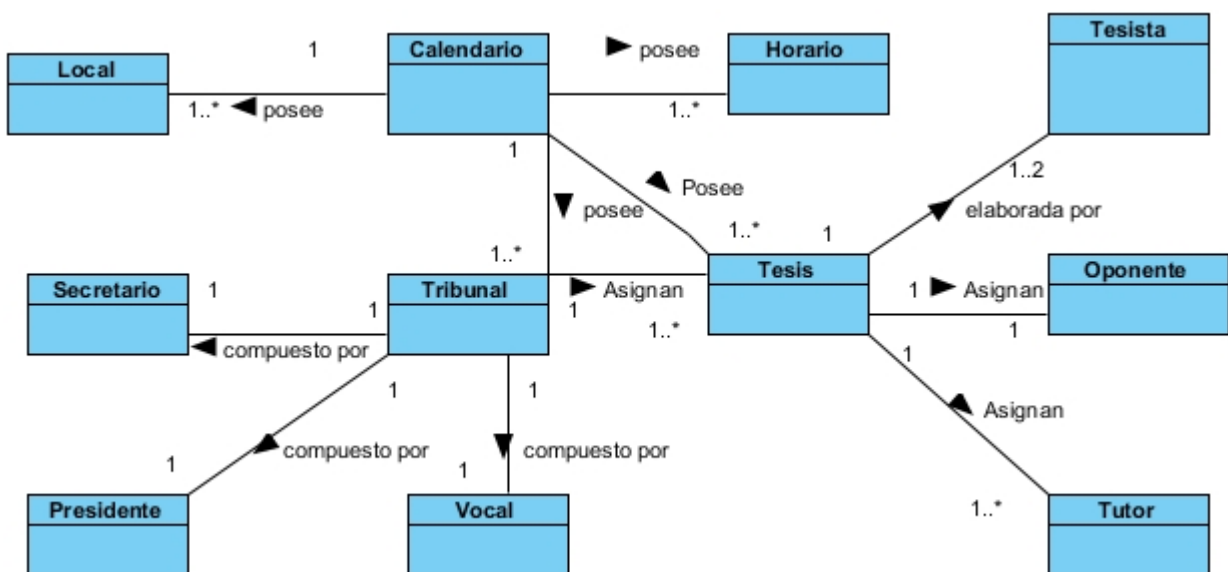 Tesista
Calendario
Horario
Local
1
posee
1..*
posee
1..*
1
Posee
1..2
posee
elaborada por
1..*
1
1..*
Tesis
Oponente
Secretario
Tribunal
1
1
Asignan
1
Asignan
1
1
1..*
1
compuesto por
1
1
1
Asignan
compuesto por
compuesto por
1
1
Presidente
Vocal
1..*
Tutor